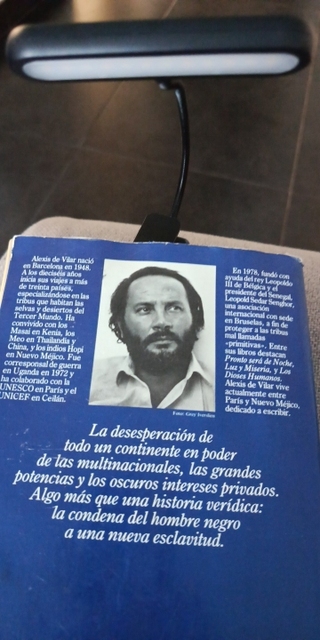 Alexis de Vilar nació
en Barcelona en 1948.
A los dieciséis años
inicia sus viajes a más
de treinta países,
especializándose en las
tribus que habitan las
selvas y desiertos del
Tercer Mundo. Ha
convivido con los
Masai en Kenia, los
Meo en Thailandia y
China, y los indios Hopi
en Nuevo Méjico. Fue
corresponsal de guerra
en Uganda en 1972 y
ha colaborado con la
UNESCO en París y el
UNICEF en Ceilán.
En 1978, fundó con
ayuda del rey Leopoldo
III de Bélgica y el
presidente del Senegal,
Leopold Sedar Senghor,
una asociación
internacional con sede
en Bruselas, a fin de
proteger a las tribus
mal llamadas
«primitivas». Entre
sus libros destacan
Pronto será de Noche,
Luz y Miseria, y Los
Dioses Humanos.
Alexis de Vilar vive
actualmente entre
París y Nuevo Méjico,
dedicado a escribir.
Foto:
La desesperación de
todo un continente en poder
de las multinacionales, las grandes
potencias y los oscuros intereses privados.
Algo más que una historia verídica:
la condena del hombre negro
a una nueva esclavitud.